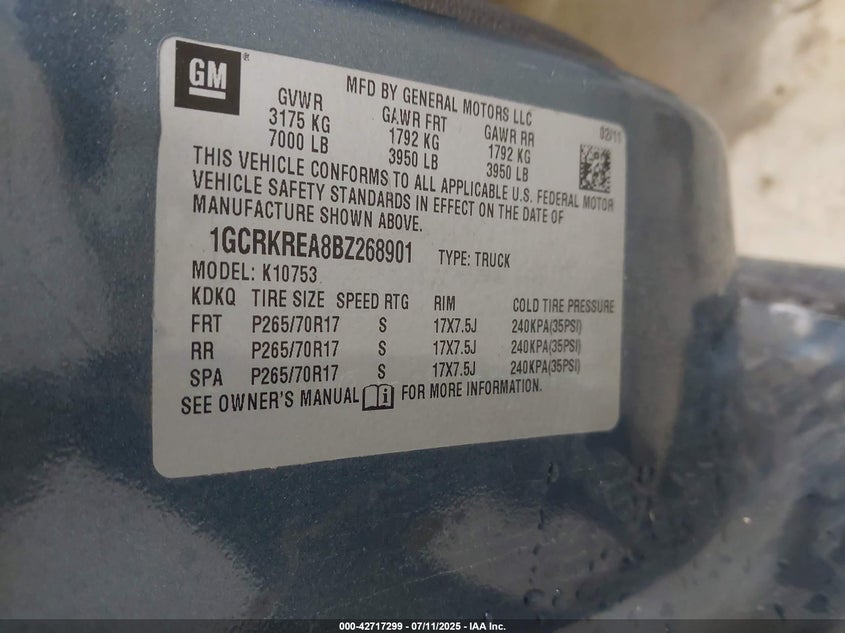 GM ®
MFD BY GENERAL MOTORS LLC
02/11
GVWR GAWR FRT GAWR RR
3175 KG 1792 KG 1792 KG
7000 LB 3950 LB 3950 LB
THIS VEHICLE CONFORMS TO ALL APPLICABLE U.S. FEDERAL MOTOR
VEHICLE SAFETY STANDARDS IN EFFECT ON THE DATE OF
MANUFACTURE SHOWN ABOVE.
1GCRKREA8BZ268901 TYPE: TRUCK
MODEL: K10753
KDKQ TIRE SIZE SPEED RTG RIM COLD TIRE PRESSURE
FRT P265/70R17 S 17X7.5J 240KPA(35PSI)
RR P265/70R17 S 17X7.5J 240KPA(35PSI)
SPA P265/70R17 S 17X7.5J 240KPA(35PSI)
SEE OWNER'S MANUAL FOR MORE INFORMATION.
000-42717299 - 07/11/2025 - IAA Inc.